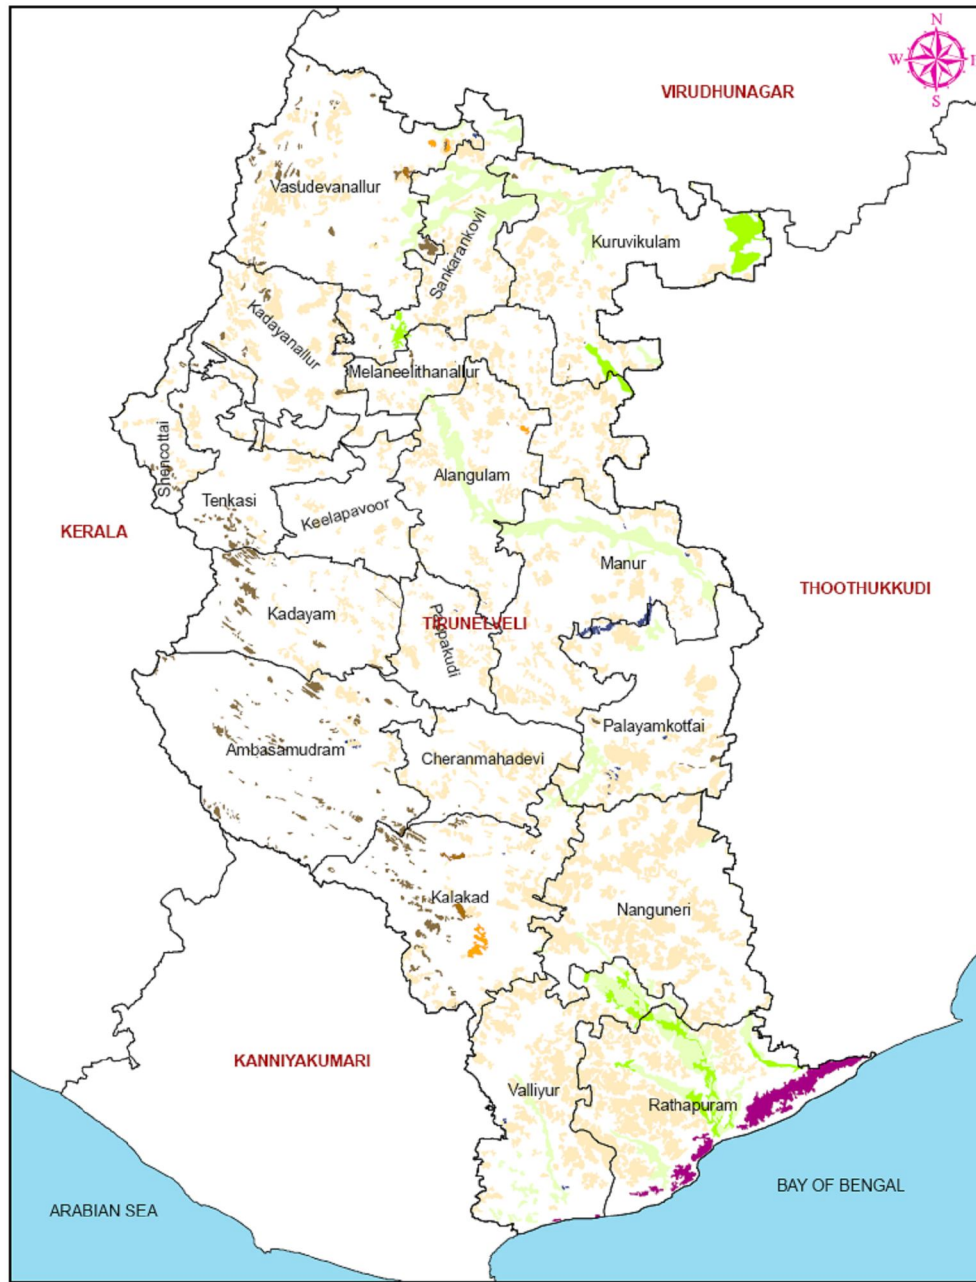 N
W E
S
VIRUDHUNAGAR
Vasudevanallur
Sankarankovil
Kuruvikulam
Kadayanallur
Melaneelithanallur
Shencottai
Alangulam
Tenkasi
Keelapavoor
KERALA
Manur
THOOTHUKKUDI
Kadayam
Pappakudi
TIRUNELVELI
Palayamkottai
Ambasamudram
Cheranmahadevi
Kalakad
Nanguneri
KANNIYAKUMARI
Valliyur
Rathapuram
BAY OF BENGAL
ARABIAN SEA